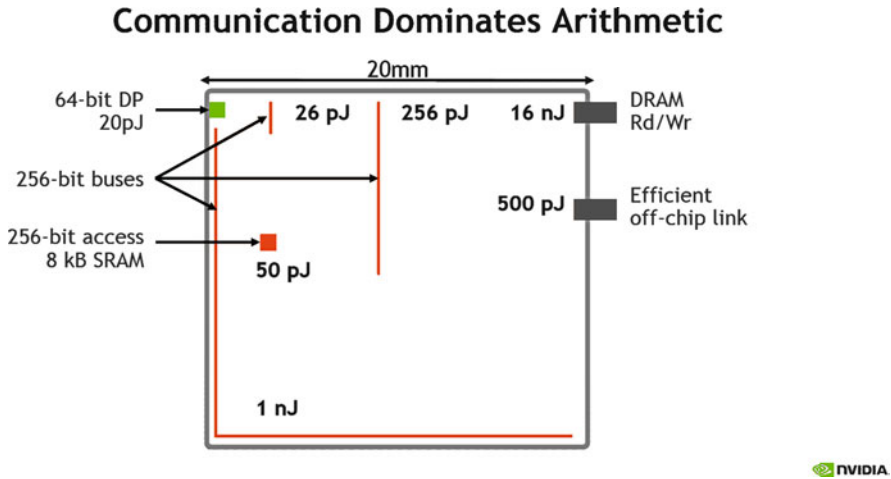 Communication Dominates Arithmetic
20mm
64-bit DP
20pJ
26 pJ
256 pJ
16 nJ
DRAM
Rd/Wr
256-bit buses
500 pJ
Efficient
off-chip link
256-bit access
8 kB SRAM
50 pJ
1 nJ
NVIDIA.